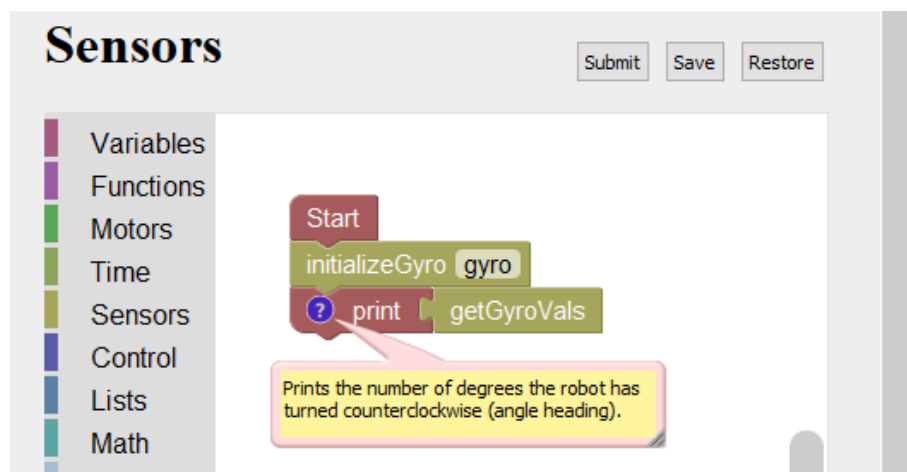 Sensors
Submit Save Restore
Variables
Functions
Motors
Time
Sensors
Control
Lists
Math
Start
initializeGyro gyro
? print getGyroVals
Prints the number of degrees the robot has
turned counterclockwise (angle heading).